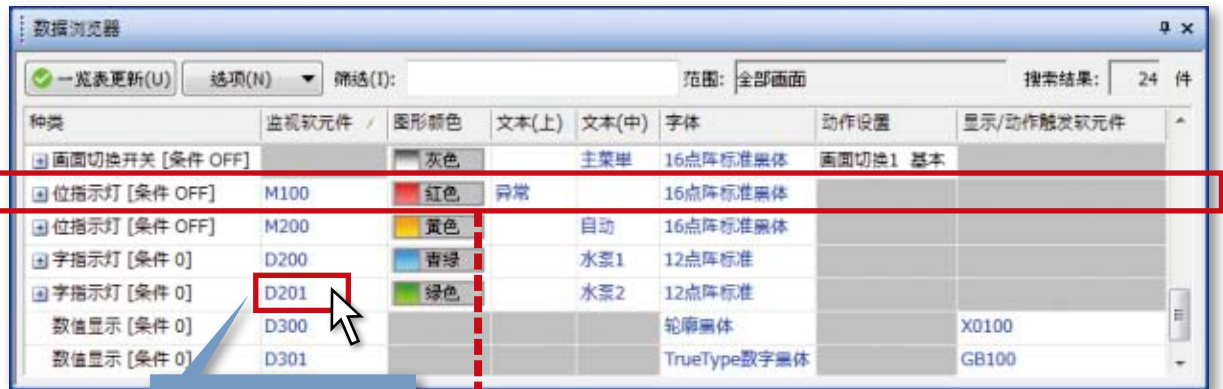 数据浏览器
一览表更新(U) 选项(N) 筛选(I): 范围: 全部画面 搜索结果: 24 件
种类 监视软元件 图形颜色 文本(上) 文本(中) 字体 动作设置 显示/动作触发软元件
画面切换开关 [条件 OFF] 灰色 主菜单 16点阵标准黑体 画面切换1 基本
位指示灯 [条件 OFF] M100 红色 异常 16点阵标准黑体
位指示灯 [条件 OFF] M200 黄色 自动 16点阵标准黑体
字指示灯 [条件 0] D200 青绿 水泵1 12点阵标准
字指示灯 [条件 0] D201 绿色 水泵2 12点阵标准
数值显示 [条件 0] D300 轮廓黑体 X0100
数值显示 [条件 0] D301 TrueType数字黑体 GB100